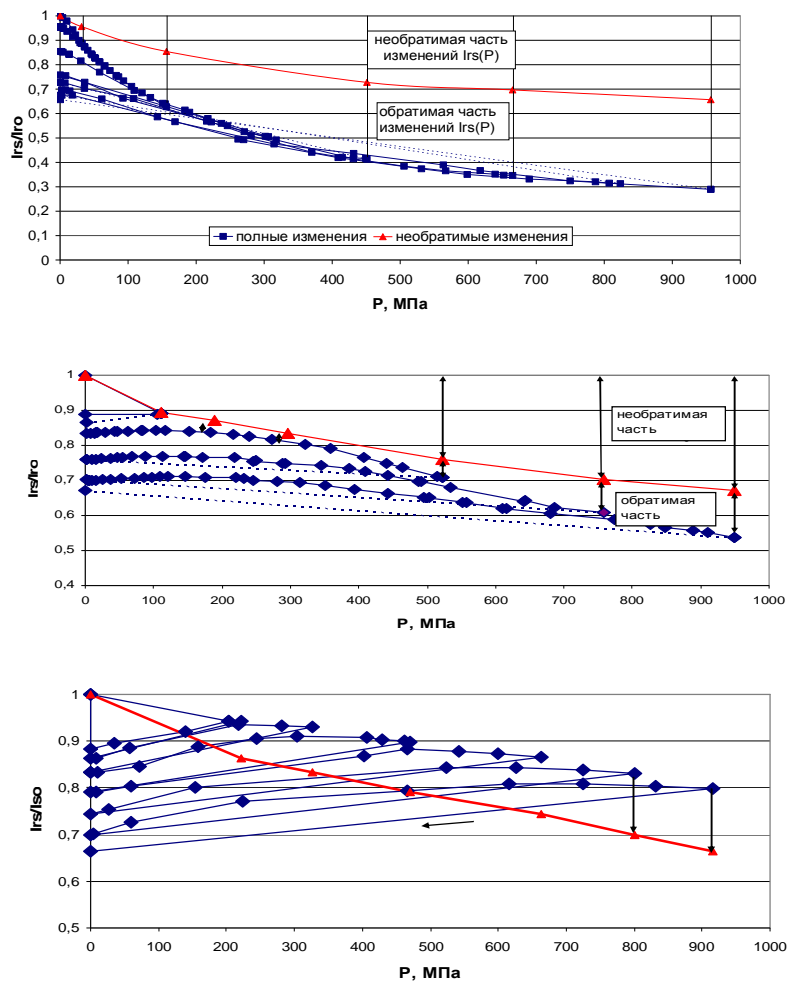 1
0,9
необратимая часть
изменений Irs(P)
0,8
0,7
0,6
обратимая часть
изменений Irs(P)
0,5
0,4
0,3
0,2
0,1
полные изменения
необратимые изменения
0
0 100 200 300 400 500 600 700 800 900 1000
Irs/Iro
P, МПа
1
0,9
необратимая
часть
0,8
0,7
0,6
обратимая
часть
0,5
0,4
0 100 200 300 400 500 600 700 800 900 1000
Irs/Iro
P, МПа
1
0,9
0,8
0,7
0,6
0,5
0 100 200 300 400 500 600 700 800 900 1000
Irs/Iso
P, МПа